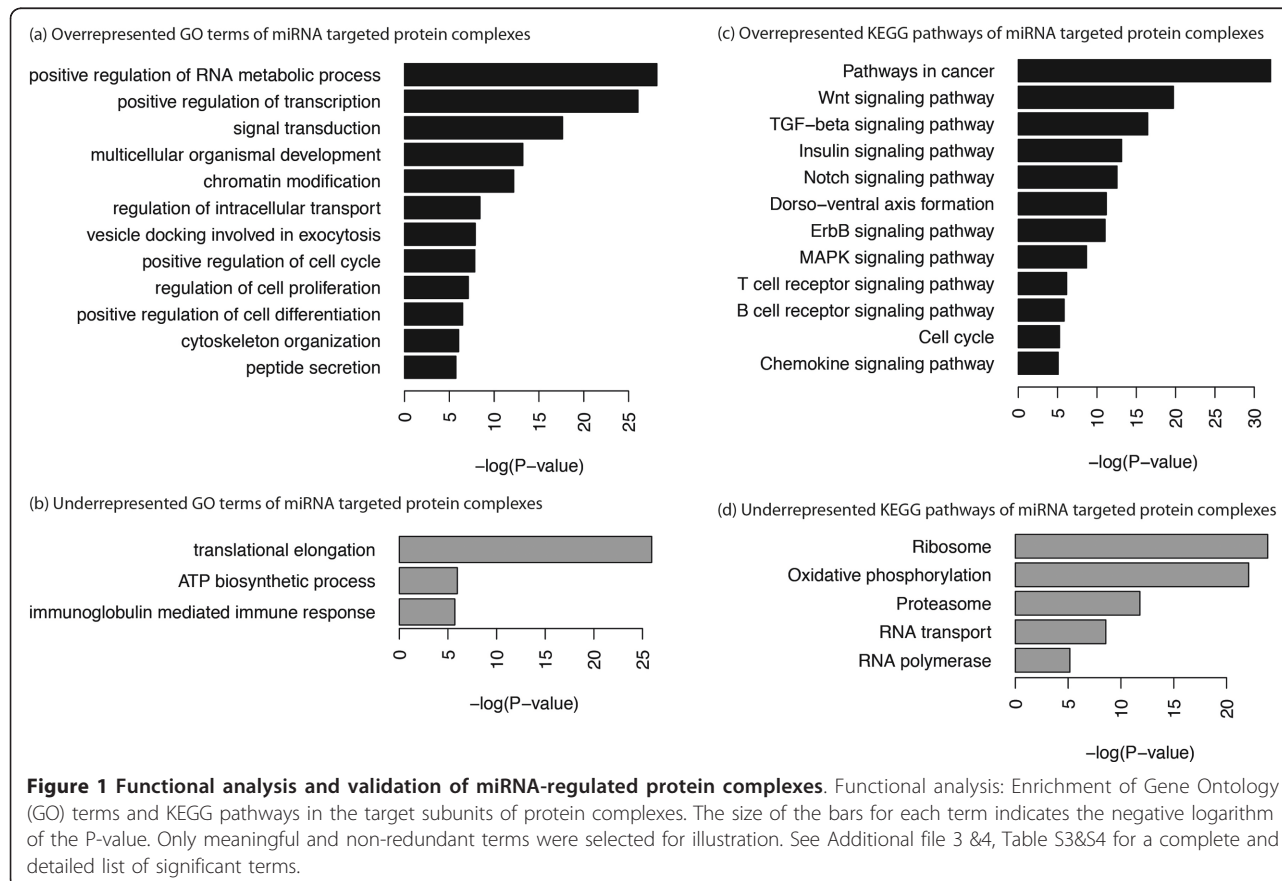 (a) Overrepresented GO terms of miRNA targeted protein complexes
positive regulation of RNA metabolic process
positive regulation of transcription
signal transduction
multicellular organismal development
chromatin modification
regulation of intracellular transport
vesicle docking involved in exocytosis
positive regulation of cell cycle
regulation of cell proliferation
positive regulation of cell differentiation
cytoskeleton organization
peptide secretion
0 5 10 15 20 25
−log(P−value)
(b) Underrepresented GO terms of miRNA targeted protein complexes
translational elongation
ATP biosynthetic process
immunoglobulin mediated immune response
0 5 10 15 20 25
−log(P−value)
(c) Overrepresented KEGG pathways of miRNA targeted protein complexes
Pathways in cancer
Wnt signaling pathway
TGF−beta signaling pathway
Insulin signaling pathway
Notch signaling pathway
Dorso−ventral axis formation
ErbB signaling pathway
MAPK signaling pathway
T cell receptor signaling pathway
B cell receptor signaling pathway
Cell cycle
Chemokine signaling pathway
0 5 10 15 20 25 30
−log(P−value)
(d) Underrepresented KEGG pathways of miRNA targeted protein complexes
Ribosome
Oxidative phosphorylation
Proteasome
RNA transport
RNA polymerase
0 5 10 15 20
−log(P−value)
Figure 1 Functional analysis and validation of miRNA-regulated protein complexes. Functional analysis: Enrichment of Gene Ontology
(GO) terms and KEGG pathways in the target subunits of protein complexes. The size of the bars for each term indicates the negative logarithm
of the P-value. Only meaningful and non-redundant terms were selected for illustration. See Additional file 3 &4, Table S3&S4 for a complete and
detailed list of significant terms.